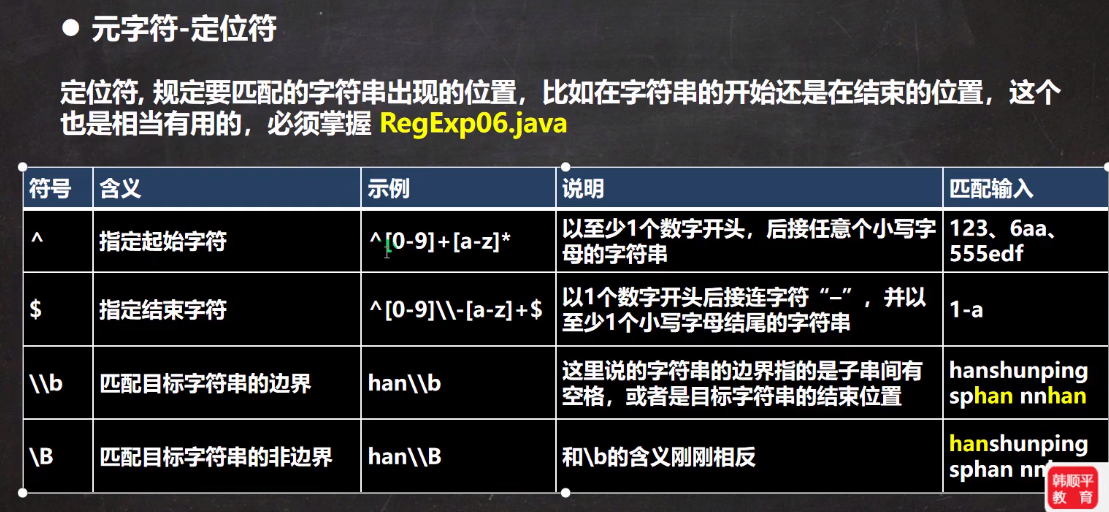 ● 元字符-定位符
定位符, 规定要匹配的字符串出现的位置，比如在字符串的开始还是在结束的位置，这个
也是相当有用的，必须掌握 RegExp06.java
符号 含义 示例 说明 匹配输入
^ 指定起始字符 ^[0-9]+[a-z]* 以至少1个数字开头，后接任意个小写字 123、6aa、
母的字符串 555edf
$ 指定结束字符 ^[0-9]\\-[a-z]+$ 以1个数字开头后接连字符“–”，并以
至少1个小写字母结尾的字符串 1-a
\\b 匹配目标字符串的边界 han\\b 这里说的字符串的边界指的是子串间有 hanshunping
空格，或者是目标字符串的结束位置 sphan nnhan
\B 匹配目标字符串的非边界 han\\B 和\b的含义刚刚相反 hanshunping
sphan
韩顺平
教 育